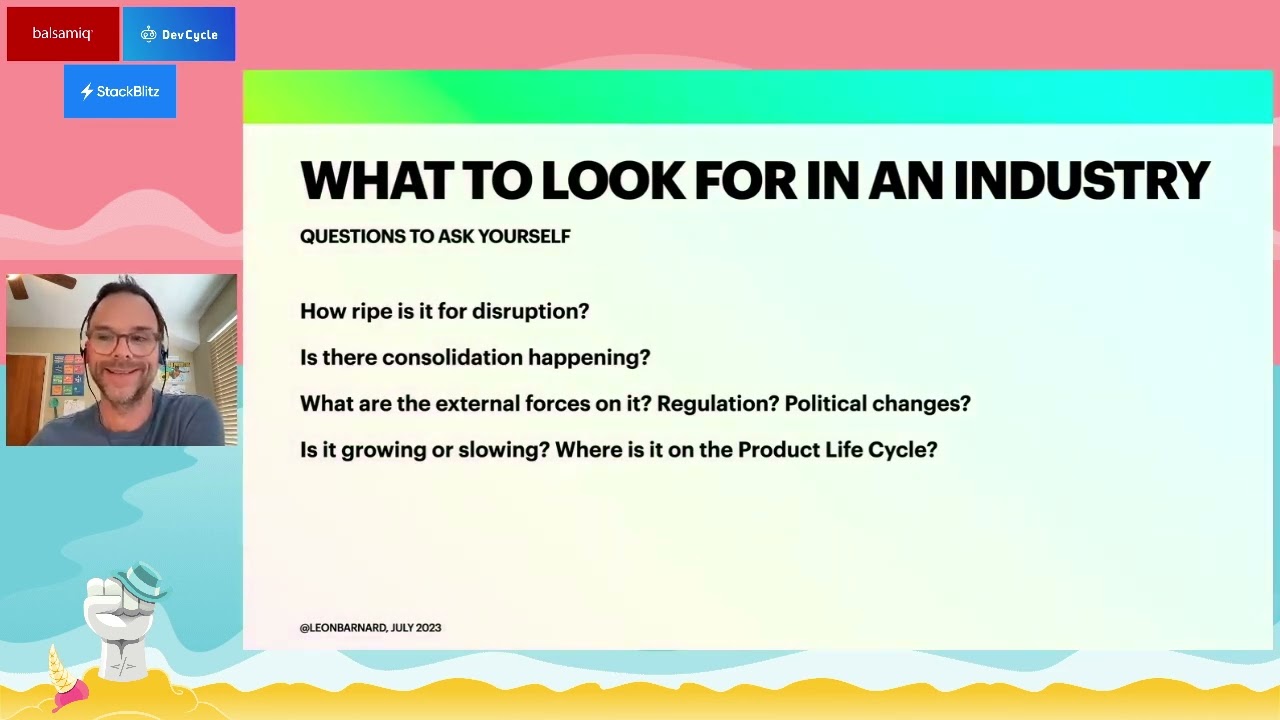 balsamiq
DevCycle
StackBlitz
WHAT TO LOOK FOR IN AN INDUSTRY
QUESTIONS TO ASK YOURSELF
How ripe is it for disruption?
Is there consolidation happening?
What are the external forces on it? Regulation? Political changes?
Is it growing or slowing? Where is it on the Product Life Cycle?
@LEONBARNARD, JULY 2023